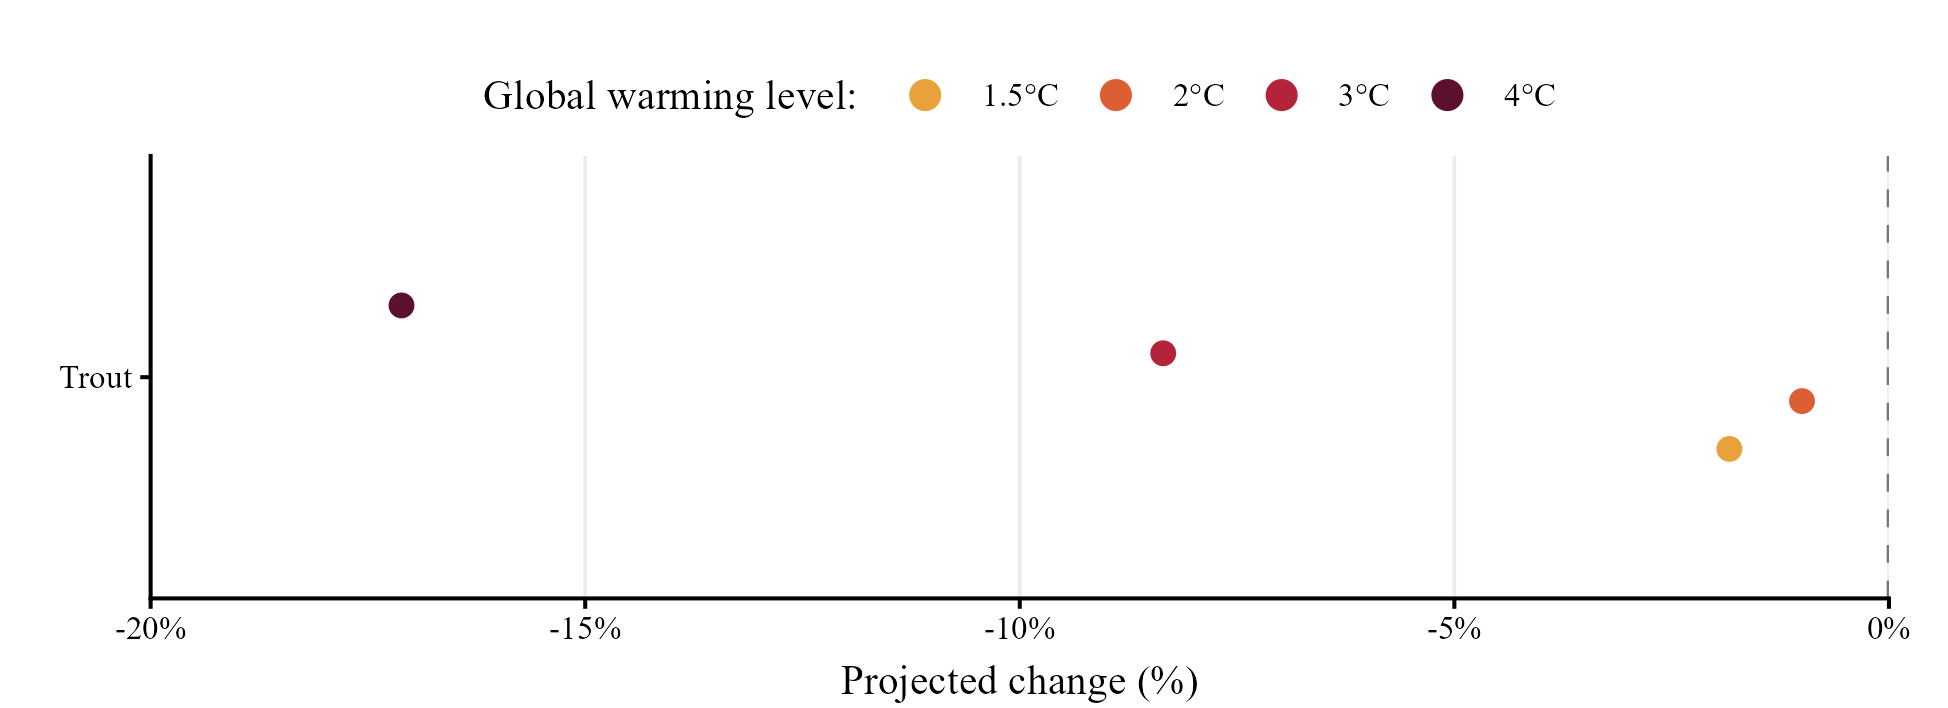 Global warming level: 1.5°C 2°C 3°C 4°C
Trout
-20% -15% -10% -5% 0%
Projected change (%)